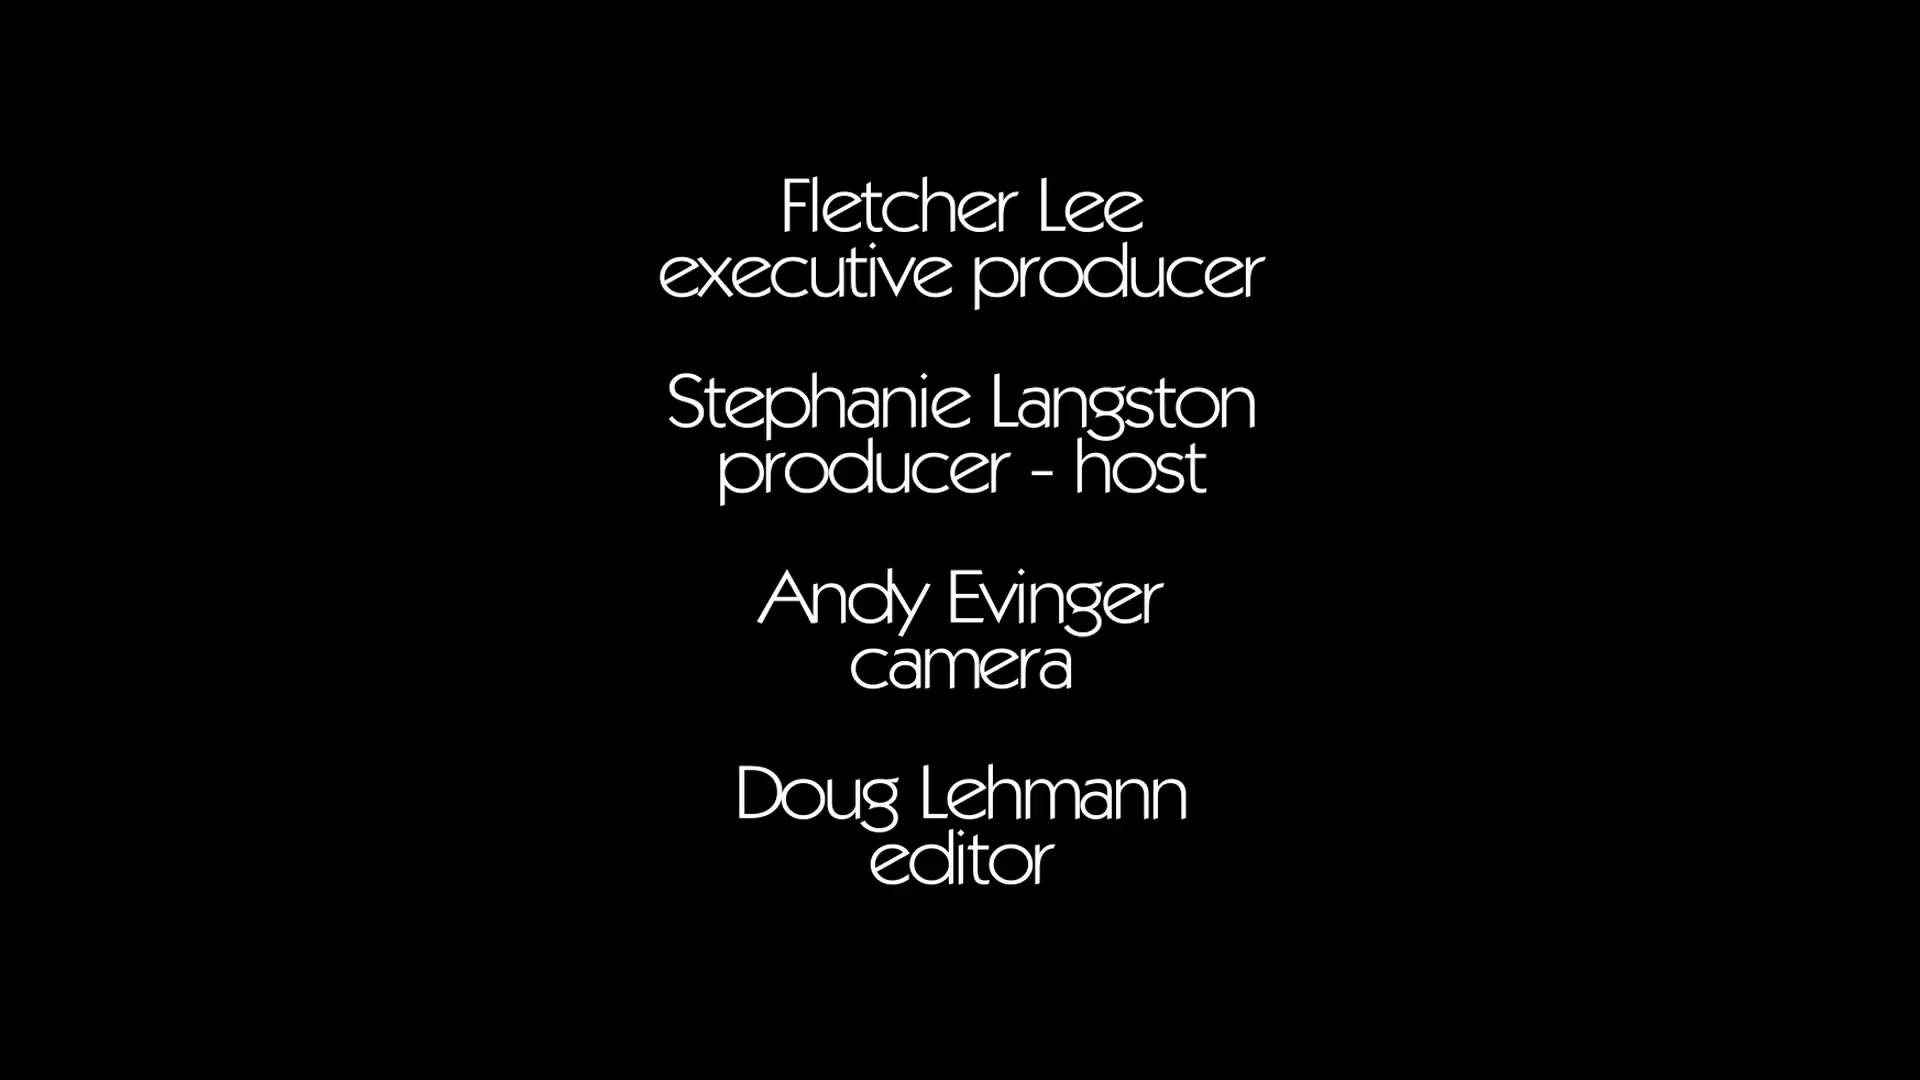 Fletcher Lee
executive producer
Stephanie Langston
producer - host
Andy Evinger
camera
Doug Lehmann
editor